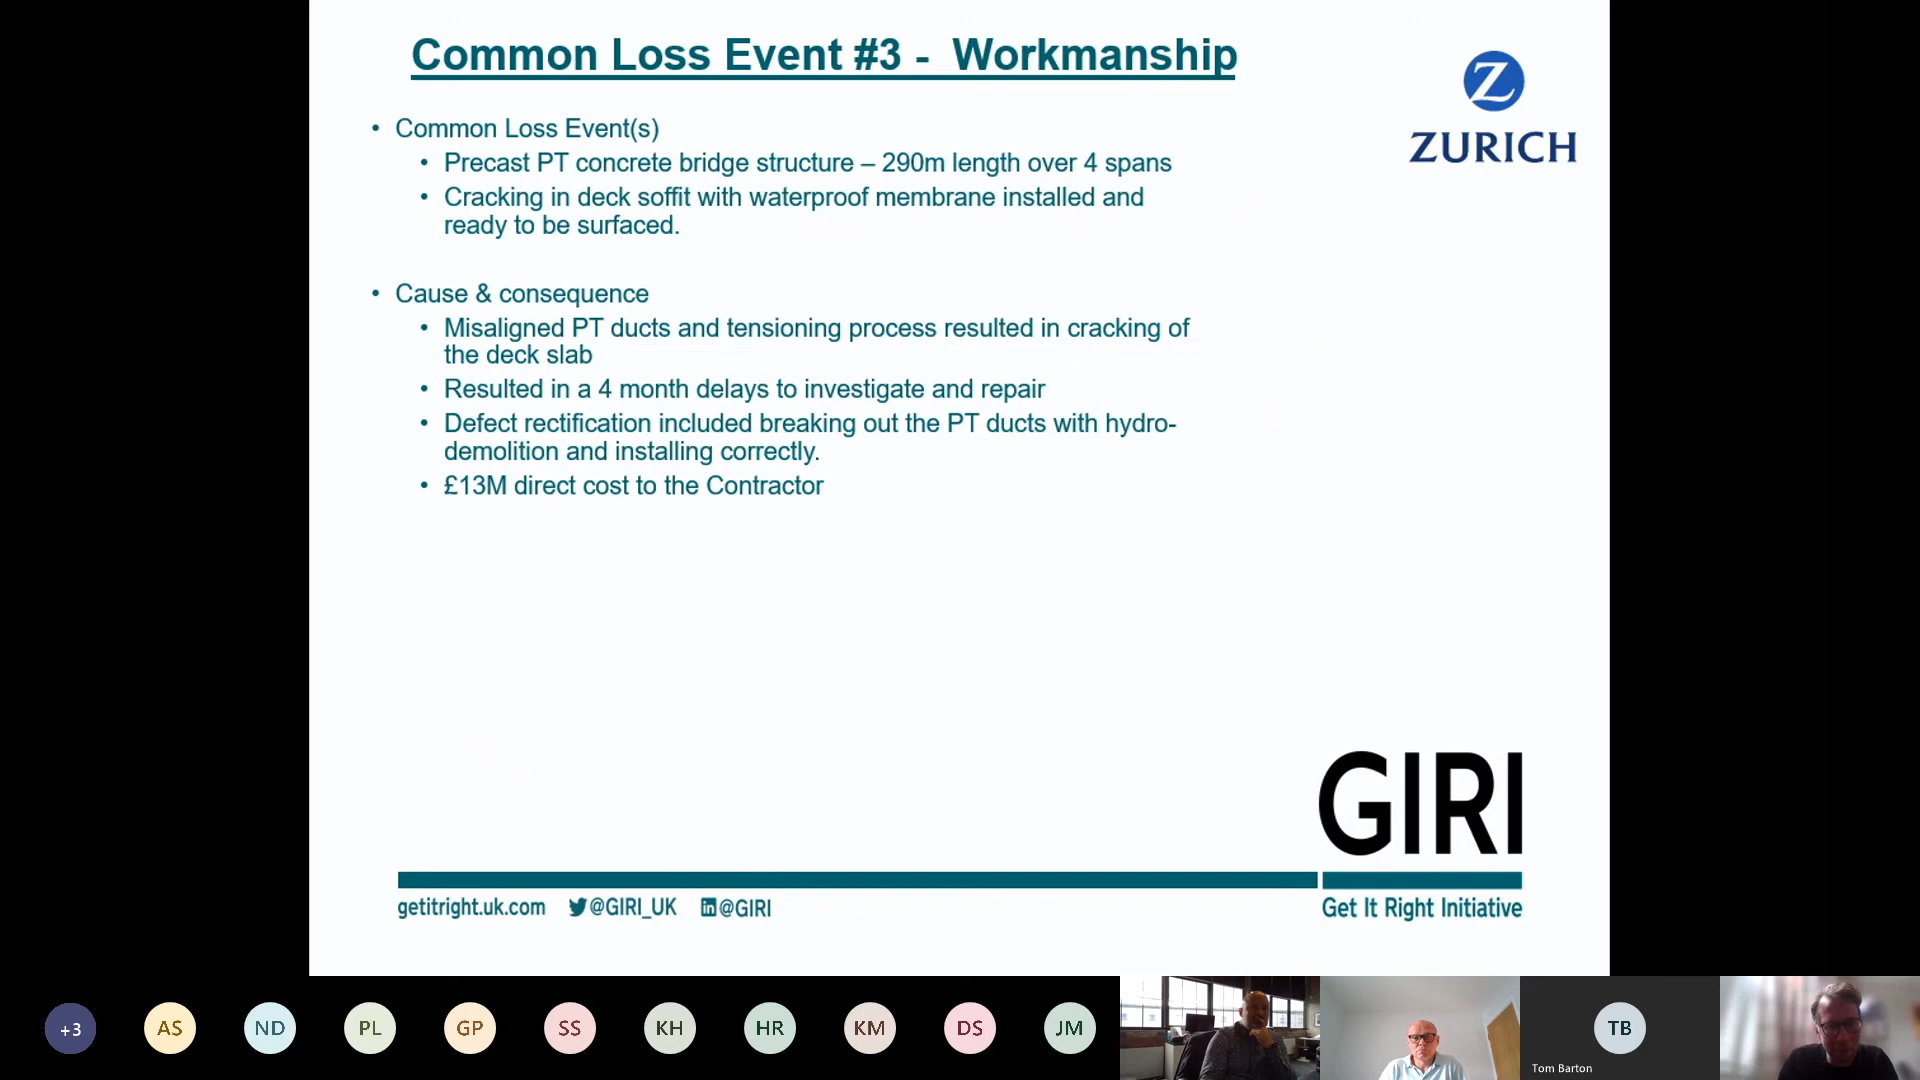 Common Loss Event #3 - Workmanship
Z
ZURICH
• Common Loss Event(s)
• Precast PT concrete bridge structure – 290m length over 4 spans
• Cracking in deck soffit with waterproof membrane installed and
ready to be surfaced.
• Cause & consequence
• Misaligned PT ducts and tensioning process resulted in cracking of
the deck slab
• Resulted in a 4 month delays to investigate and repair
• Defect rectification included breaking out the PT ducts with hydro-
demolition and installing correctly.
• £13M direct cost to the Contractor
GIRI
getitright.uk.com @GIRI_UK in @GIRI
Get It Right Initiative
+3 AS ND PL GP SS KH HR KM DS JM TB
Tom Barton